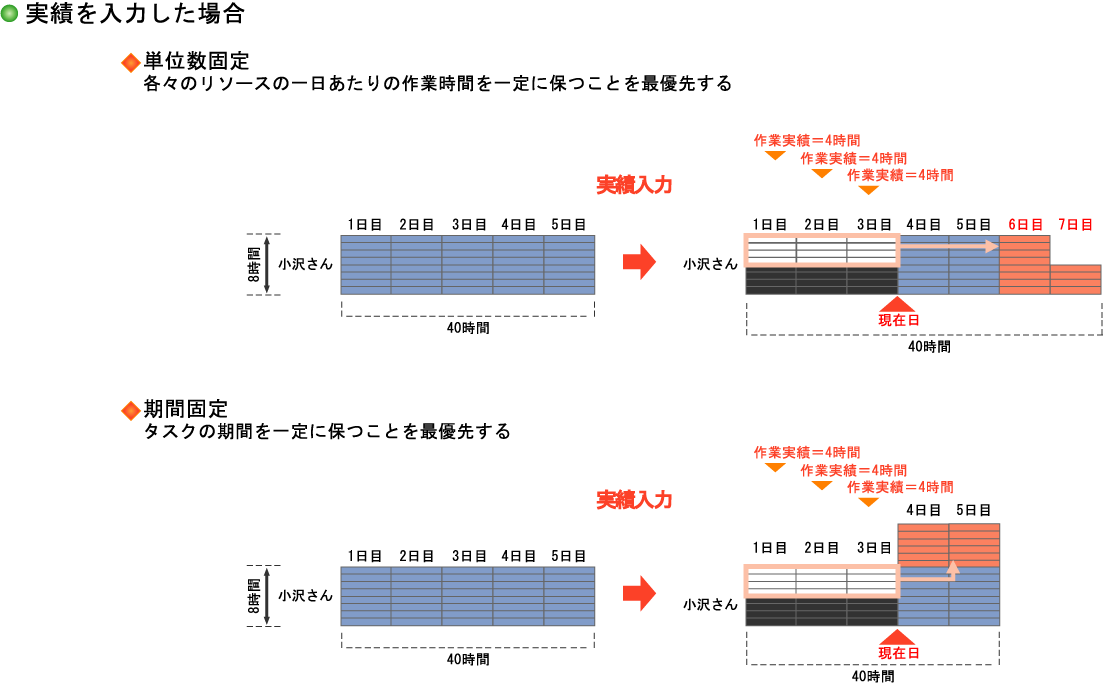 実績を入力した場合
単位数固定
各々のリソースの一日あたりの作業時間を一定に保つことを最優先する
作業実績＝4時間
作業実績＝4時間
作業実績＝4時間
実績入力
1日目 2日目 3日目 4日目 5日目
1日目 2日目 3日目 4日目 5日目 6日目 7日目
8時間
小沢さん
小沢さん
現在日
40時間
40時間
期間固定
タスクの期間を一定に保つことを最優先する
作業実績＝4時間
作業実績＝4時間
作業実績＝4時間
実績入力
4日目 5日目
1日目 2日目 3日目 4日目 5日目
1日目 2日目 3日目
8時間
小沢さん
小沢さん
現在日
40時間
40時間